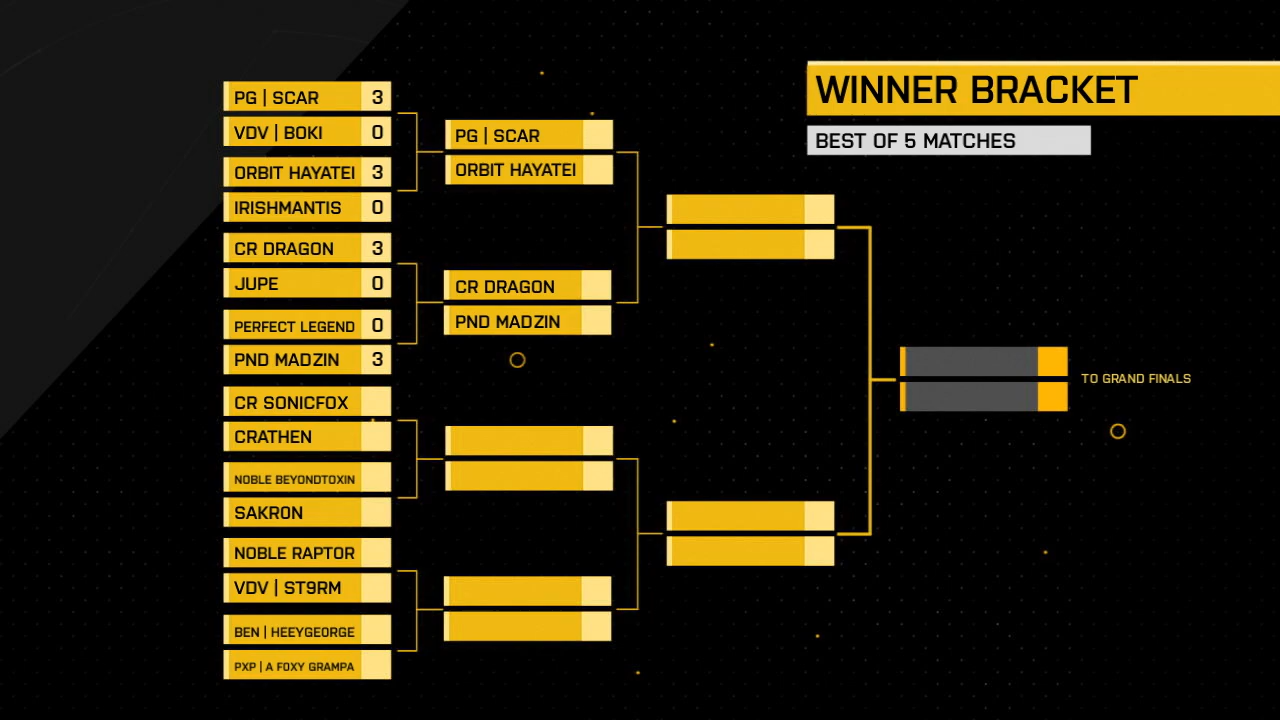 WINNER BRACKET
BEST OF 5 MATCHES
PG | SCAR 3
VDV | BOKI 0
ORBIT HAYATEI 3
IRISHMANTIS 0
CR DRAGON 3
JUPE 0
PERFECT LEGEND 0
PND MADZIN 3
CR SONICFOX
CRATHEN
NOBLE BEYONDTOXIN
SAKRON
NOBLE RAPTOR
VDV | ST9RM
BEN | HEEYGEORGE
PXP | A FOXY GRAMPA
PG | SCAR
ORBIT HAYATEI
CR DRAGON
PND MADZIN
TO GRAND FINALS